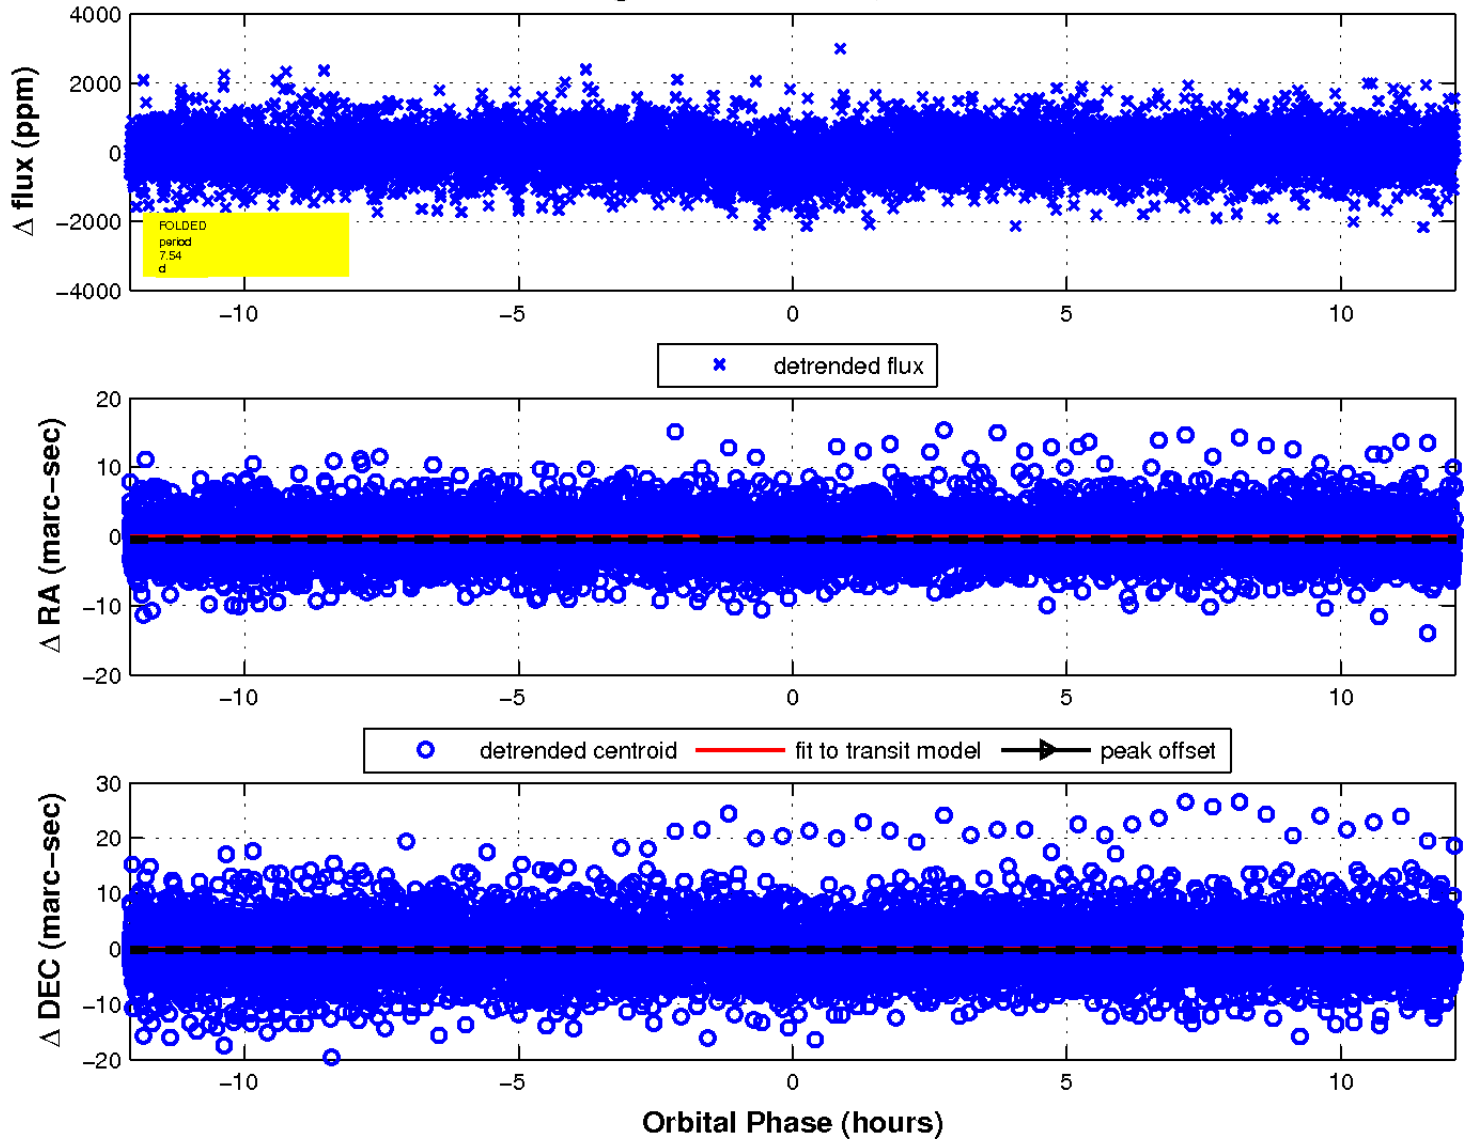 4000
2000
0
−2000
−4000
Δ flux (ppm)
FOLDED
period
7.54
d
−10
−5
0
5
10
detrended flux
20
10
0
−10
−20
Δ RA (marc−sec)
−10
−5
0
5
10
detrended centroid
fit to transit model
peak offset
30
20
10
0
−10
−20
Δ DEC (marc−sec)
−10
−5
0
5
10
Orbital Phase (hours)